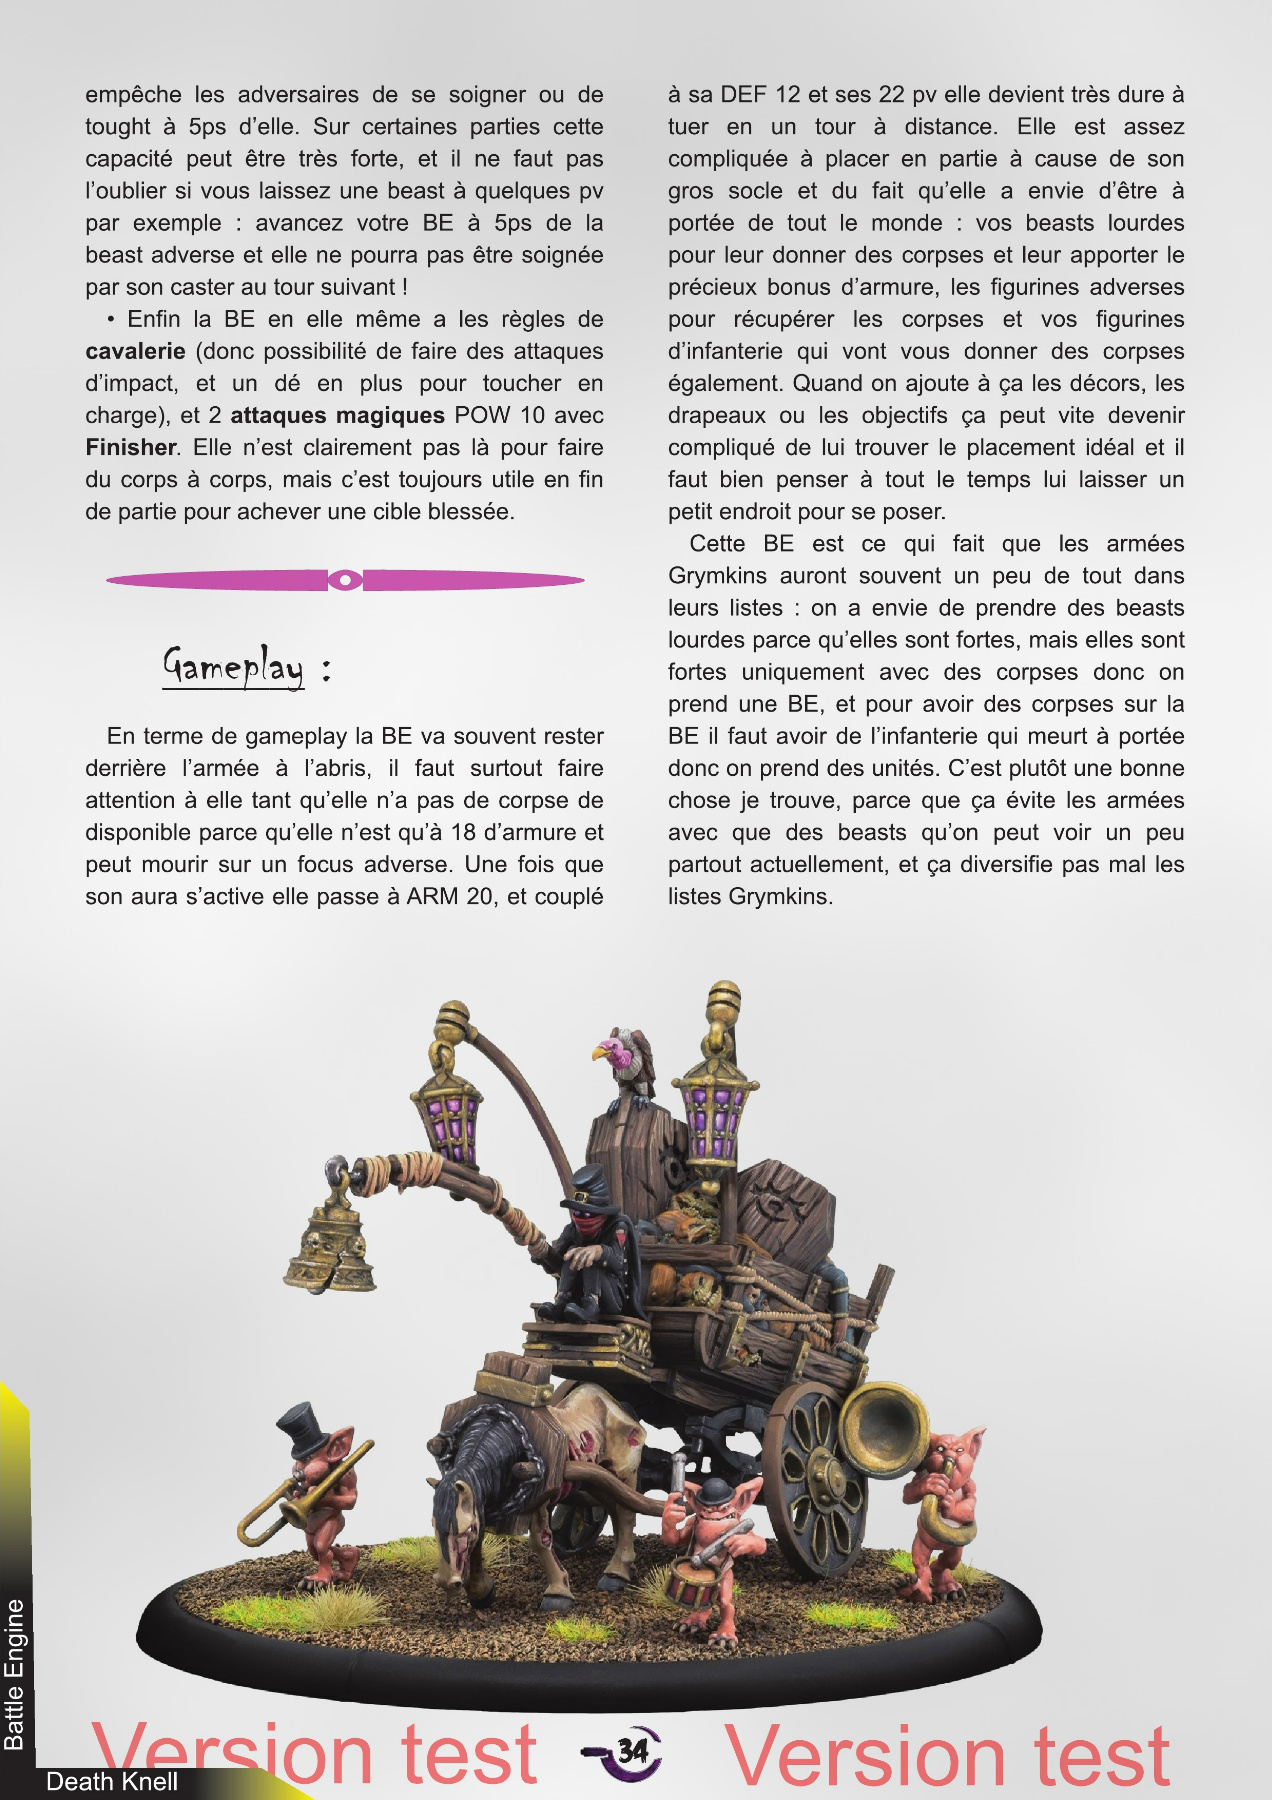 empêche les adversaires de se soigner ou de
tought à 5ps d’elle. Sur certaines parties cette
capacité peut être très forte, et il ne faut pas
l’oublier si vous laissez une beast à quelques pv
par exemple : avancez votre BE à 5ps de la
beast adverse et elle ne pourra pas être soignée
par son caster au tour suivant !
• Enfin la BE en elle même a les règles de
cavalerie (donc possibilité de faire des attaques
d’impact, et un dé en plus pour toucher en
charge), et 2 attaques magiques POW 10 avec
Finisher. Elle n’est clairement pas là pour faire
du corps à corps, mais c’est toujours utile en fin
de partie pour achever une cible blessée.
Gameplay :
En terme de gameplay la BE va souvent rester
derrière l’armée à l’abris, il faut surtout faire
attention à elle tant qu’elle n’a pas de corpse de
disponible parce qu’elle n’est qu’à 18 d’armure et
peut mourir sur un focus adverse. Une fois que
son aura s’active elle passe à ARM 20, et couplé
à sa DEF 12 et ses 22 pv elle devient très dure à
tuer en un tour à distance. Elle est assez
compliquée à placer en partie à cause de son
gros socle et du fait qu’elle a envie d’être à
portée de tout le monde : vos beasts lourdes
pour leur donner des corpses et leur apporter le
précieux bonus d’armure, les figurines adverses
pour récupérer les corpses et vos figurines
d’infanterie qui vont vous donner des corpses
également. Quand on ajoute à ça les décors, les
drapeaux ou les objectifs ça peut vite devenir
compliqué de lui trouver le placement idéal et il
faut bien penser à tout le temps lui laisser un
petit endroit pour se poser.
Cette BE est ce qui fait que les armées
Grymkins auront souvent un peu de tout dans
leurs listes : on a envie de prendre des beasts
lourdes parce qu’elles sont fortes, mais elles sont
fortes uniquement avec des corpses donc on
prend une BE, et pour avoir des corpses sur la
BE il faut avoir de l’infanterie qui meurt à portée
donc on prend des unités. C’est plutôt une bonne
chose je trouve, parce que ça évite les armées
avec que des beasts qu’on peut voir un peu
partout actuellement, et ça diversifie pas mal les
listes Grymkins.
Battle Engine
Death Knell
Version test
34
Version test